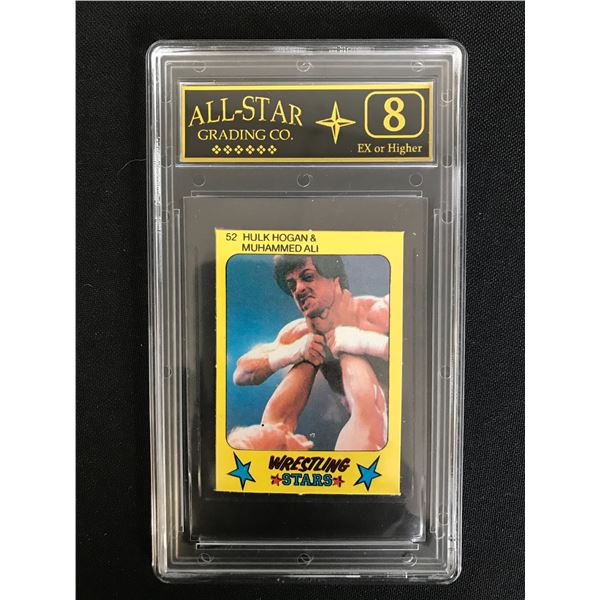 ALL-STAR
GRADING CO.
8
EX or Higher
52 HULK HOGAN &
MUHAMMED ALI
WRESTLING
STARS